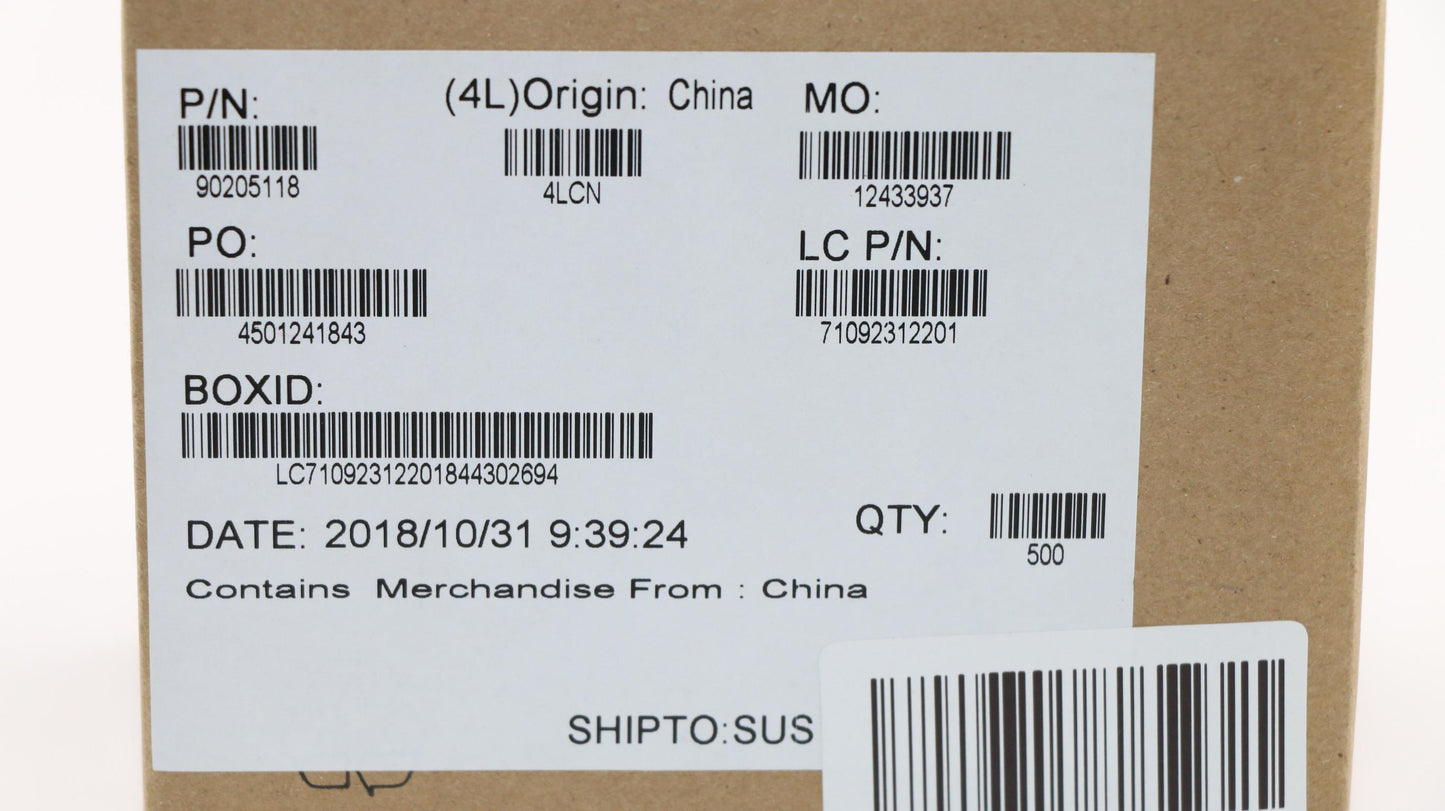 P/N: (4L)Origin: China MO:
90205118 4LCN 12433937
PO: LC P/N:
4501241843 71092312201
BOXID:
LC71092312201844302694
DATE: 2018/10/31 9:39:24 QTY:
500
Contains Merchandise From : China
SHIPTO:SUS